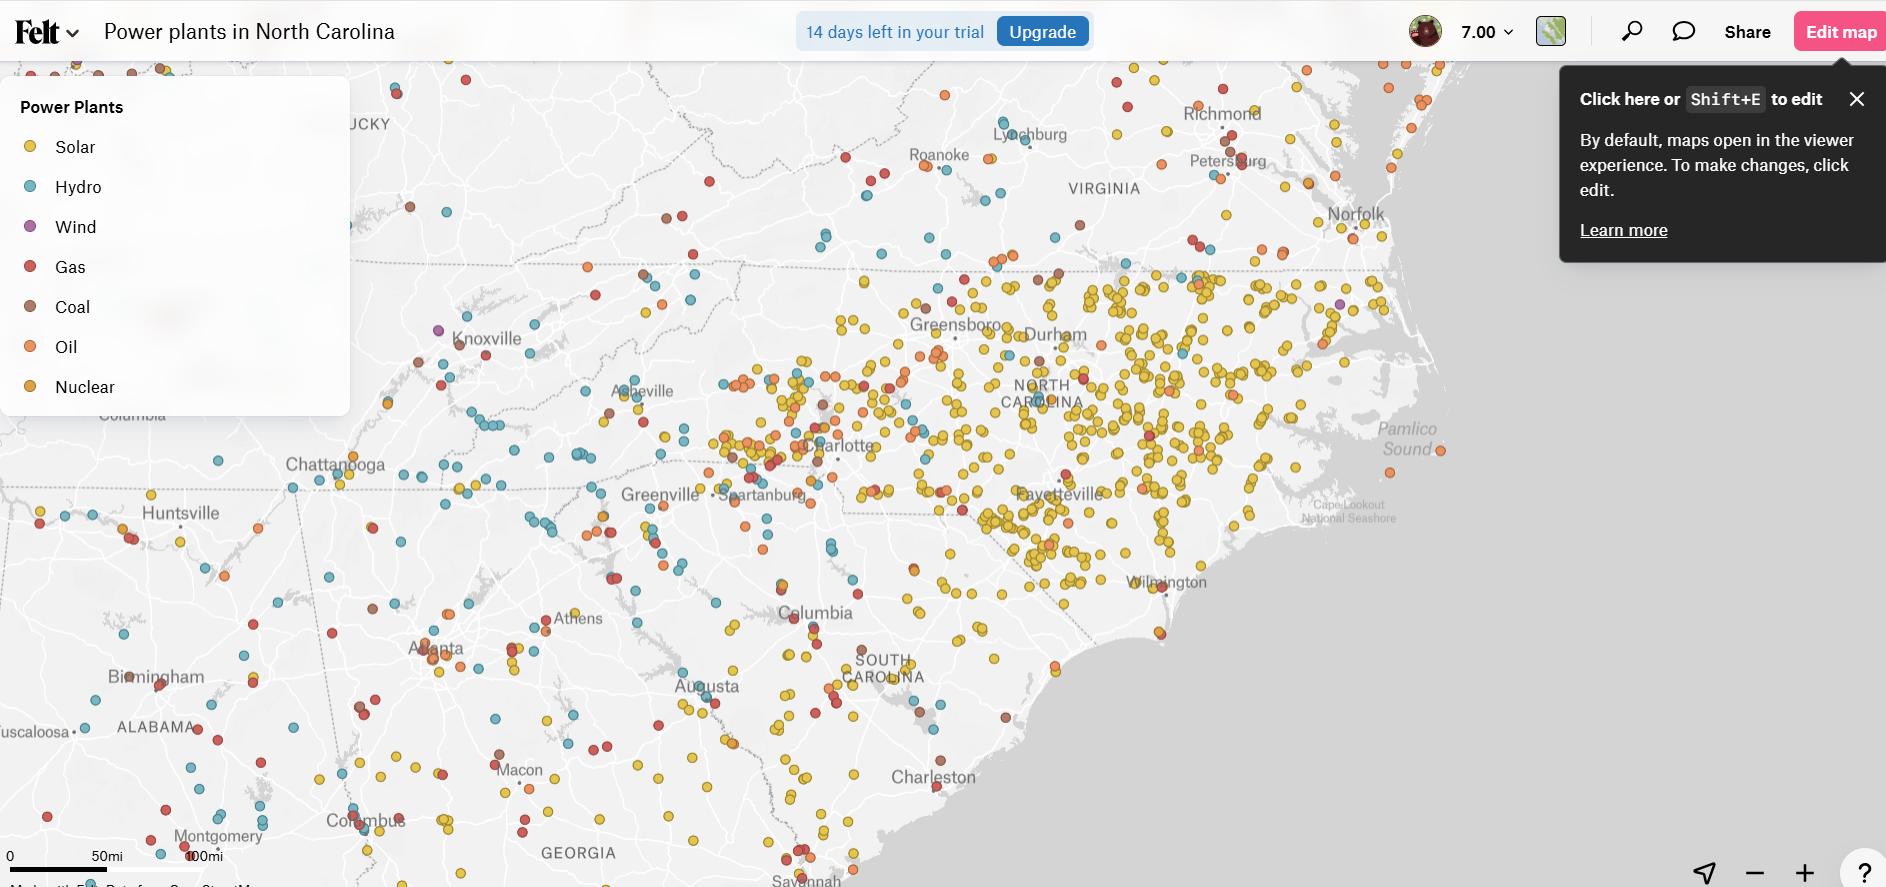 Felt
Power plants in North Carolina
14 days left in your trial
Upgrade
7.00
Share
Edit map
Click here or Shift+E to edit
By default, maps open in the viewer
experience. To make changes, click
edit.
Learn more
Power Plants
Solar
Hydro
Wind
Gas
Coal
Oil
Nuclear
UCKY
Richmond
Lynchburg
Roanoke
Petersburg
VIRGINIA
Norfolk
Knoxville
Greensboro
Durham
Asheville
NORTH
CAROLINA
Columbia
Pamlico
Sound
Charlotte
Chattanooga
Greenville
Spartanburg
Fayetteville
Cape Lookout
National Seashore
Huntsville
Wilmington
Columbia
Athens
Atlanta
SOUTH
CAROLINA
Birmingham
Augusta
ALABAMA
uscaloosa
Macon
Charleston
Columbus
Montgomery
GEORGIA
Savannah
0 50mi 100mi
?